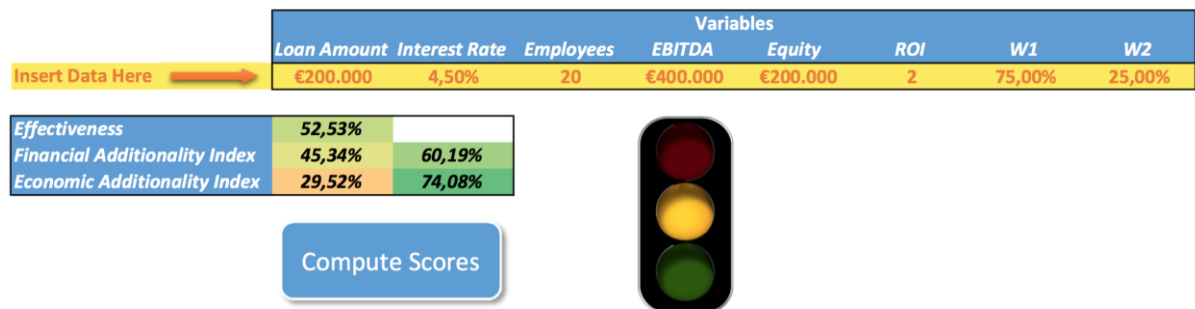 Variables
Loan Amount Interest Rate Employees EBITDA Equity ROI W1 W2
Insert Data Here €200.000 4,50% 20 €400.000 €200.000 2 75,00% 25,00%
Effectiveness 52,53%
Financial Additionality Index 45,34% 60,19%
Economic Additionality Index 29,52% 74,08%
Compute Scores